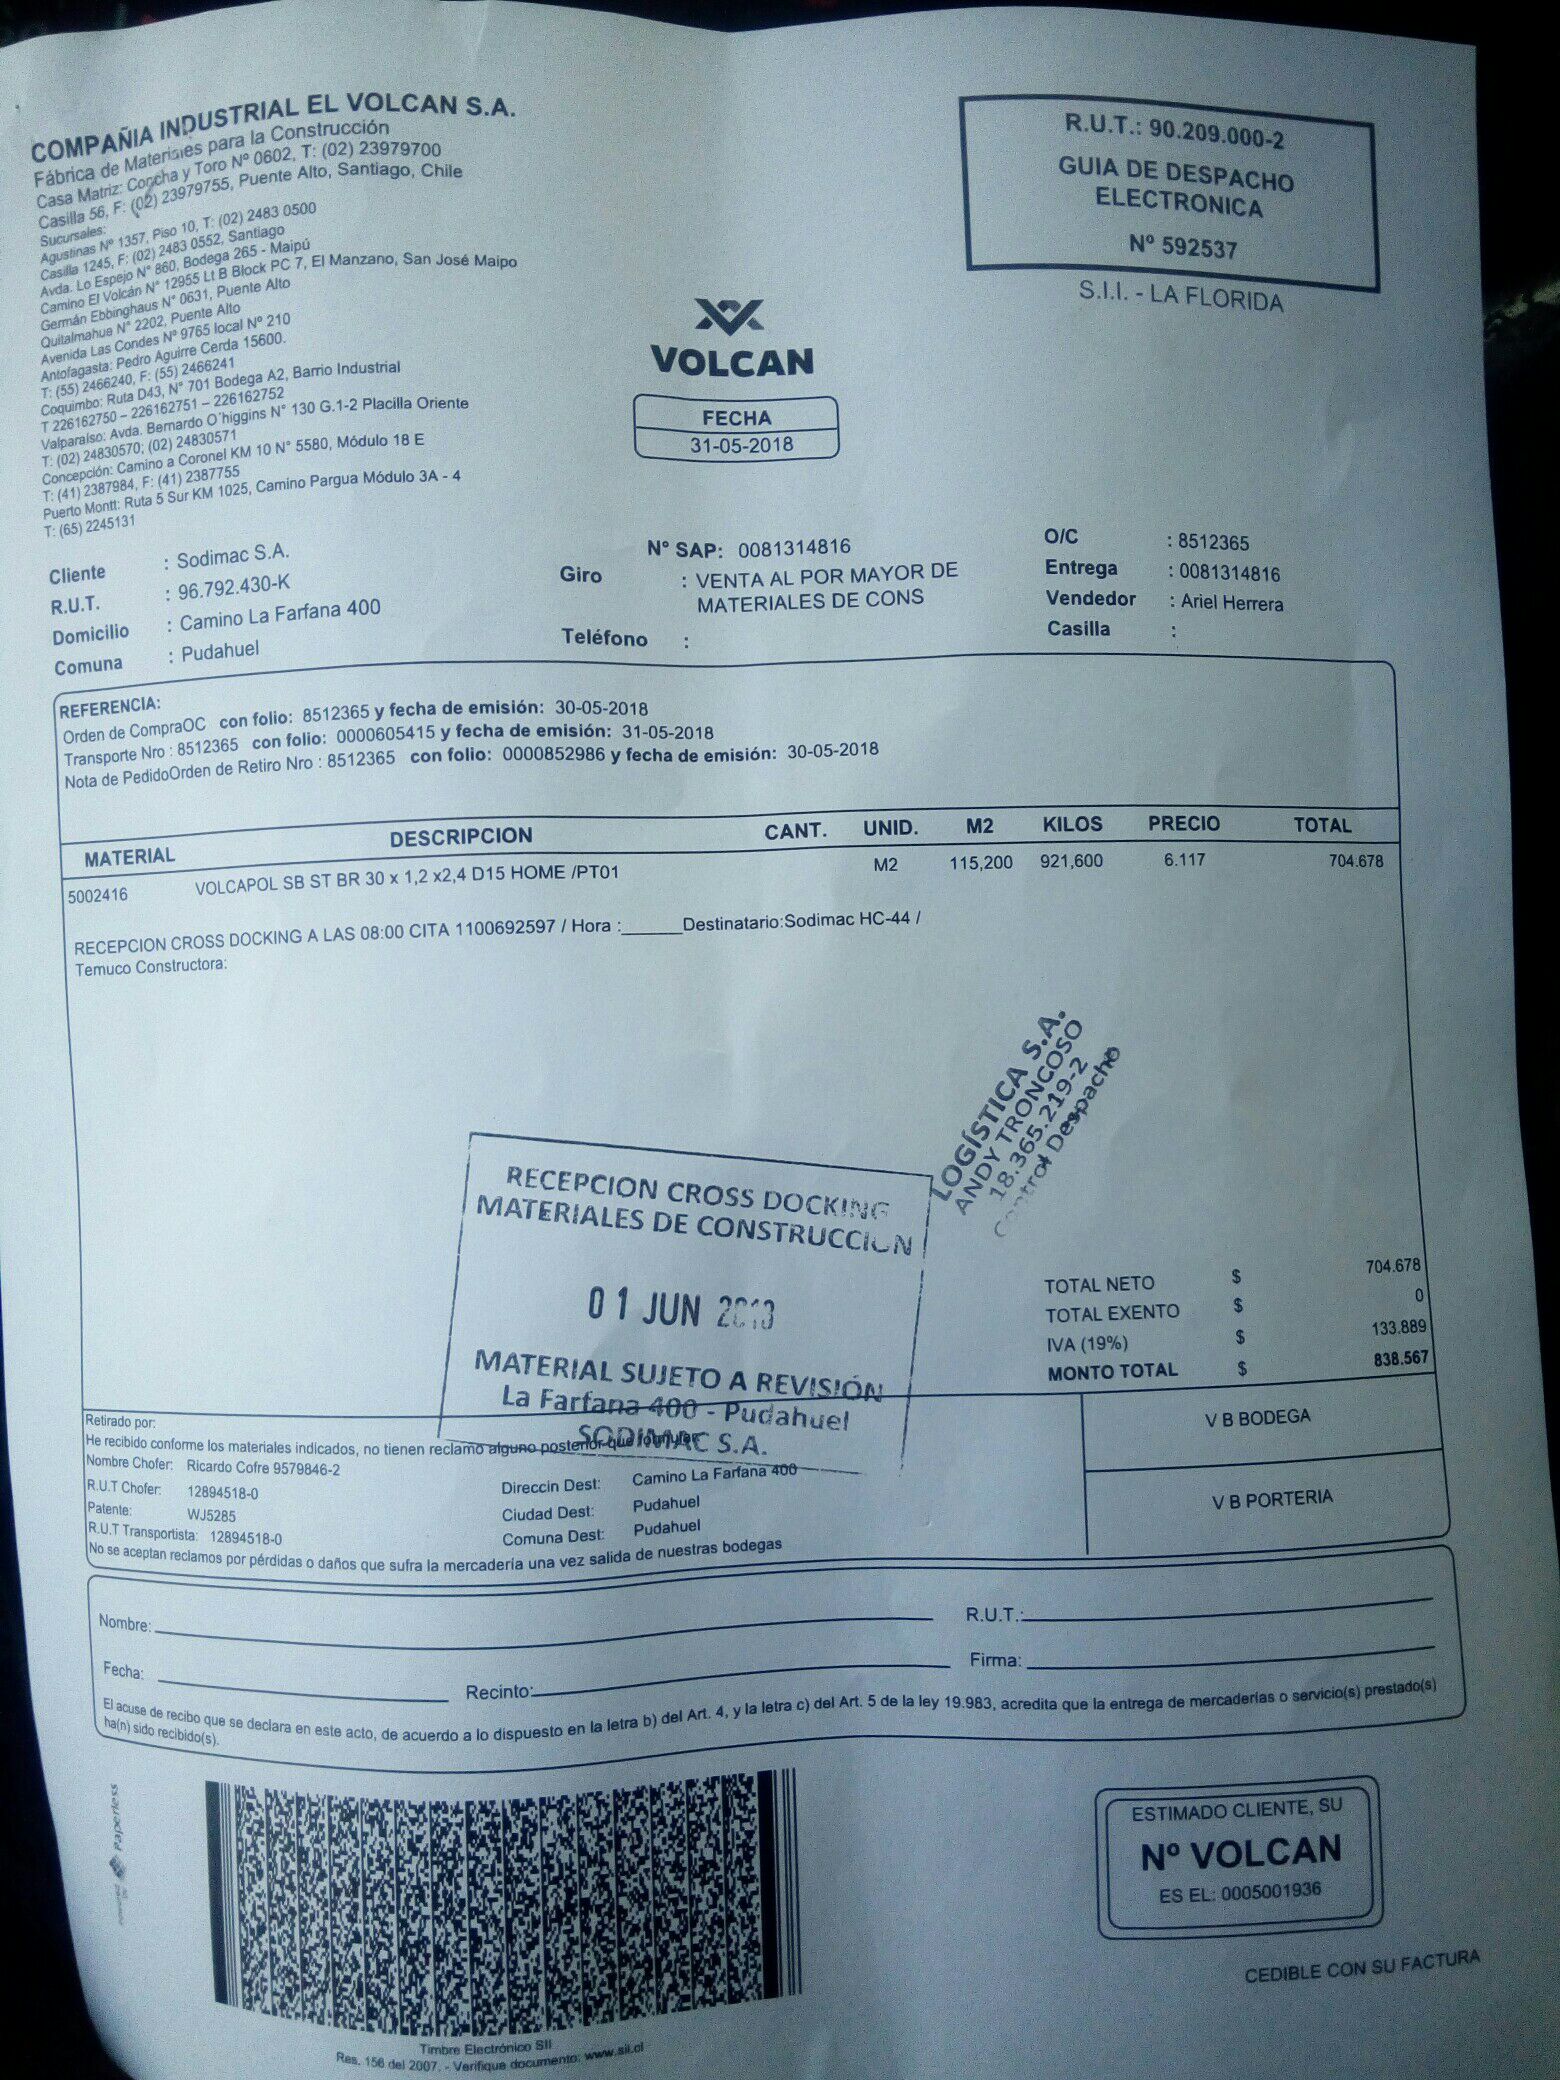 COMPAÑIA INDUSTRIAL EL VOLCAN S.A.
Fábrica de Materiales para la Construcción
Casa Matriz: Concha y Toro Nº 0602, T: (02) 23979700
Casilla 56, F: (02) 23979755, Puente Alto, Santiago, Chile
Sucursales:
Agustinas Nº 1357, Piso 10, T: (02) 2483 0500
Casilla 1245, F: (02) 2483 0552, Santiago
Avda. Lo Espejo N° 860, Bodega 265 - Maipú
Camino El Volcán N° 12955 Lt B Block PC 7, El Manzano, San José Maipo
Germán Ebbinghaus N° 0631, Puente Alto
Quitalmahue N° 2202, Puente Alto
Avenida Las Condes Nº 9765 local Nº 210
Antofagasta: Pedro Aguirre Cerda 15600.
T: (55) 2466240, F: (55) 2466241
Coquimbo: Ruta D43, N° 701 Bodega A2, Barrio Industrial
T 226162750 – 226162751 – 226162752
Valparaiso: Avda. Bernardo O´higgins N° 130 G.1-2 Placilla Oriente
T: (02) 24830570; (02) 24830571
Concepción: Camino a Coronel KM 10 N° 5580, Módulo 18 E
T: (41) 2387984, F: (41) 2387755
Puerto Montt: Ruta 5 Sur KM 1025, Camino Pargua Módulo 3A - 4
T: (65) 2245131
R.U.T.: 90.209.000-2
GUIA DE DESPACHO
ELECTRONICA
Nº 592537
S.I.I. - LA FLORIDA
VOLCAN
FECHA
31-05-2018
Cliente : Sodimac S.A.
R.U.T. : 96.792.430-K
Domicilio : Camino La Farfana 400
Comuna : Pudahuel
N° SAP: 0081314816
Giro : VENTA AL POR MAYOR DE
MATERIALES DE CONS
Teléfono :
O/C : 8512365
Entrega : 0081314816
Vendedor : Ariel Herrera
Casilla :
REFERENCIA:
Orden de CompraOC con folio: 8512365 y fecha de emisión: 30-05-2018
Transporte Nro : 8512365 con folio: 0000605415 y fecha de emisión: 31-05-2018
Nota de PedidoOrden de Retiro Nro : 8512365 con folio: 0000852986 y fecha de emisión: 30-05-2018
MATERIAL DESCRIPCION CANT. UNID. M2 KILOS PRECIO TOTAL
5002416 VOLCAPOL SB ST BR 30 x 1,2 x2,4 D15 HOME /PT01 M2 115,200 921,600 6.117 704.678
RECEPCION CROSS DOCKING A LAS 08:00 CITA 1100692597 / Hora :______Destinatario:Sodimac HC-44 /
Temuco Constructora:
LOGÍSTICA S.A.
ANDY TRONCOSO
18.365.219-2
Control Despacho
RECEPCION CROSS DOCKING
MATERIALES DE CONSTRUCCION
01 JUN
MATERIAL SUJETO A REVISIÓN
La Farfana 400 - Pudahuel
SODIMAC S.A.
TOTAL NETO $ 704.678
TOTAL EXENTO $ 0
IVA (19%) $ 133.889
MONTO TOTAL $ 838.567
Retirado por:
He recibido conforme los materiales indicados, no tienen reclamo alguno posterior que formular
Nombre Chofer: Ricardo Cofre 9579846-2
R.U.T Chofer: 12894518-0
Patente: WJ5285
R.U.T Transportista: 12894518-0
Direccin Dest: Camino La Farfana 400
Ciudad Dest: Pudahuel
Comuna Dest: Pudahuel
No se aceptan reclamos por pérdidas o daños que sufra la mercadería una vez salida de nuestras bodegas
V B BODEGA
V B PORTERIA
Nombre: R.U.T.:
Fecha: Recinto: Firma:
El acuse de recibo que se declara en este acto, de acuerdo a lo dispuesto en la letra b) del Art. 4, y la letra c) del Art. 5 de la ley 19.983, acredita que la entrega de mercaderías o servicio(s) prestado(s)
ha(n) sido recibido(s).
Paperless
Timbre Electrónico SII
Res. 156 del 2007. - Verifique documento: www.sii.cl
ESTIMADO CLIENTE, SU
Nº VOLCAN
ES EL: 0005001936
CEDIBLE CON SU FACTURA